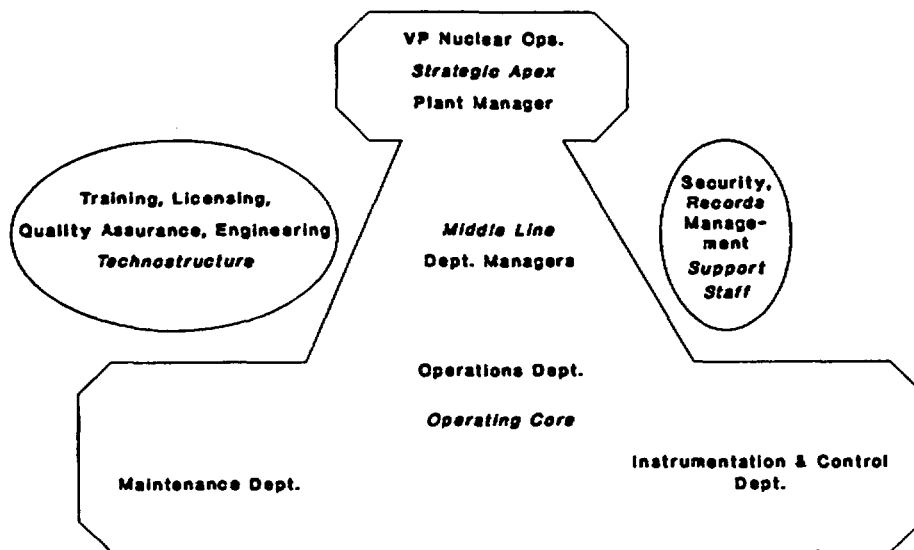 VP Nuclear Ops.
Strategic Apex
Plant Manager
Training, Licensing,
Quality Assurance, Engineering
Technostructure
Security,
Records
Manage-
ment
Support
Staff
Middle Line
Dept. Managers
Operations Dept.
Operating Core
Maintenance Dept.
Instrumentation & Control
Dept.